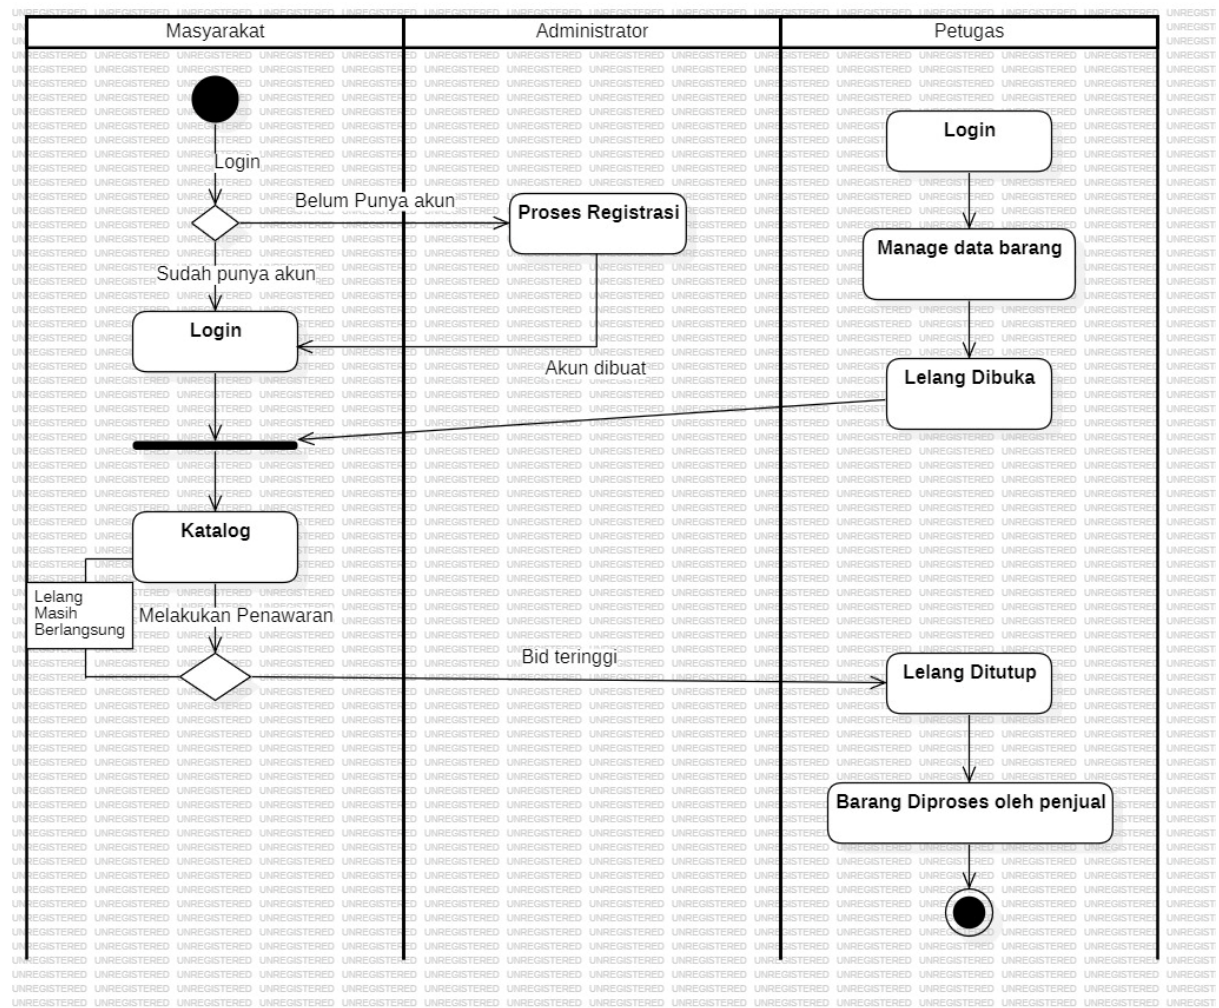 Masyarakat
Administrator
Petugas
Login
Login
Belum Punya akun
Proses Registrasi
Manage data barang
Sudah punya akun
Login
Akun dibuat
Lelang Dibuka
Katalog
Lelang
Masih
Berlangsung
Melakukan Penawaran
Bid teringgi
Lelang Ditutup
Barang Diproses oleh penjual
UNREGISTERED